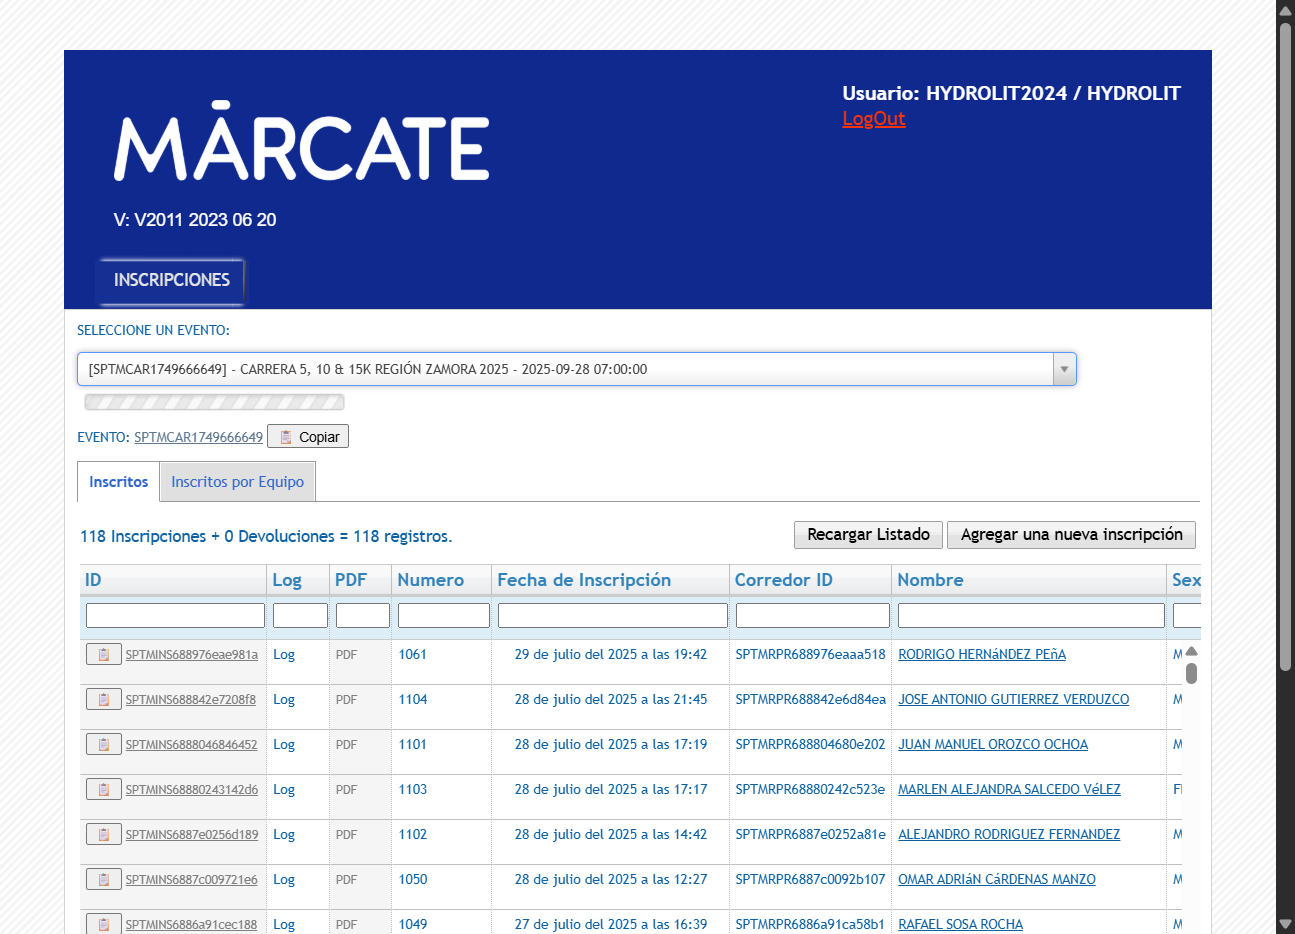 MĀRCATE
Usuario: HYDROLIT2024 / HYDROLIT
LogOut
V: V2011 2023 06 20
INSCRIPCIONES
SELECCIONE UN EVENTO:
[SPTMCAR1749666649] - CARRERA 5, 10 & 15K REGIÓN ZAMORA 2025 - 2025-09-28 07:00:00
EVENTO: SPTMCAR1749666649 Copiar
Inscritos Inscritos por Equipo
118 Inscripciones + 0 Devoluciones = 118 registros. Recargar Listado Agregar una nueva inscripción
ID Log PDF Numero Fecha de Inscripción Corredor ID Nombre Sex
SPTMINS688976eae981a Log PDF 1061 29 de julio del 2025 a las 19:42 SPTMRPR688976eaaa518 RODRIGO HERNáNDEZ PEñA M
SPTMINS688842e7208f8 Log PDF 1104 28 de julio del 2025 a las 21:45 SPTMRPR688842e6d84ea JOSE ANTONIO GUTIERREZ VERDUZCO M
SPTMINS6888046846452 Log PDF 1101 28 de julio del 2025 a las 17:19 SPTMRPR688804680e202 JUAN MANUEL OROZCO OCHOA M
SPTMINS68880243142d6 Log PDF 1103 28 de julio del 2025 a las 17:17 SPTMRPR68880242c523e MARLEN ALEJANDRA SALCEDO VéLEZ F
SPTMINS6887e0256d189 Log PDF 1102 28 de julio del 2025 a las 14:42 SPTMRPR6887e0252a81e ALEJANDRO RODRIGUEZ FERNANDEZ M
SPTMINS6887c009721e6 Log PDF 1050 28 de julio del 2025 a las 12:27 SPTMRPR6887c0092b107 OMAR ADRIáN CáRDENAS MANZO M
SPTMINS6886a91cec188 Log PDF 1049 27 de julio del 2025 a las 16:39 SPTMRPR6886a91ca58b1 RAFAEL SOSA ROCHA M